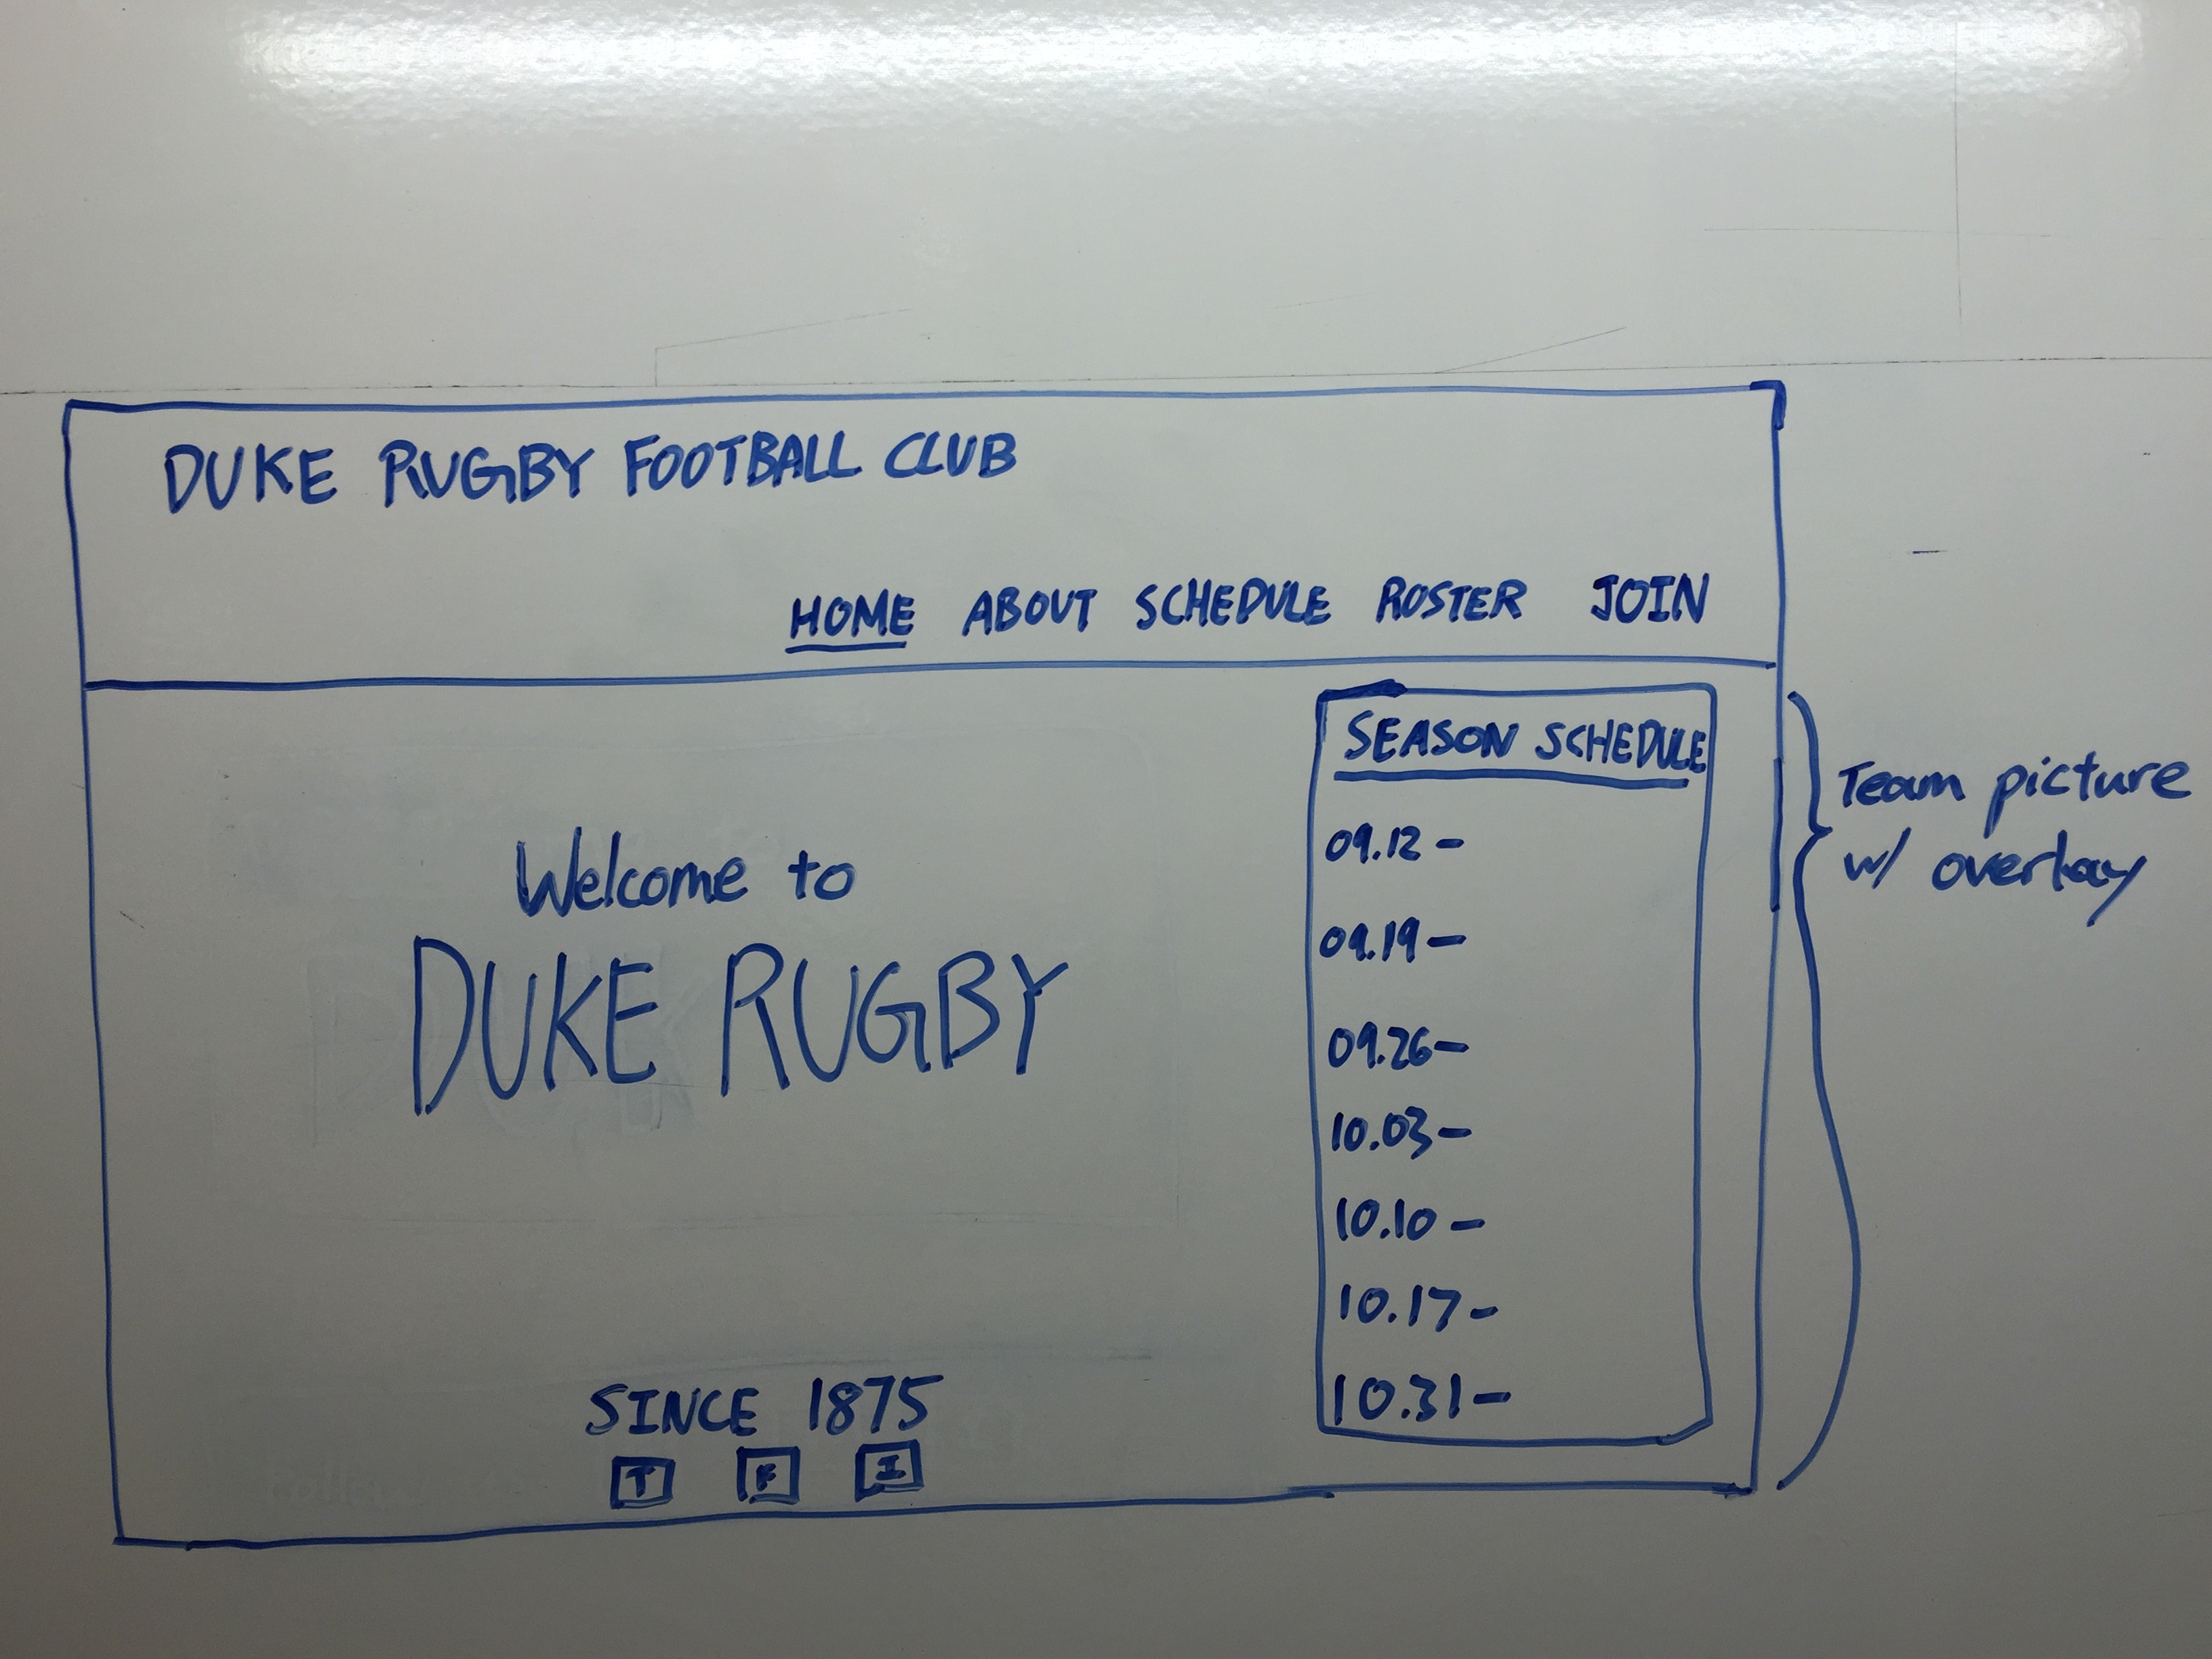 DUKE RUGBY FOOTBALL CLUB
HOME ABOUT SCHEDULE ROSTER JOIN
Welcome to
DUKE RUGBY
SINCE 1875
T F I
SEASON SCHEDULE
09.12 -
09.19 -
09.26 -
10.03 -
10.10 -
10.17 -
10.31 -
Team picture
w/ overlay